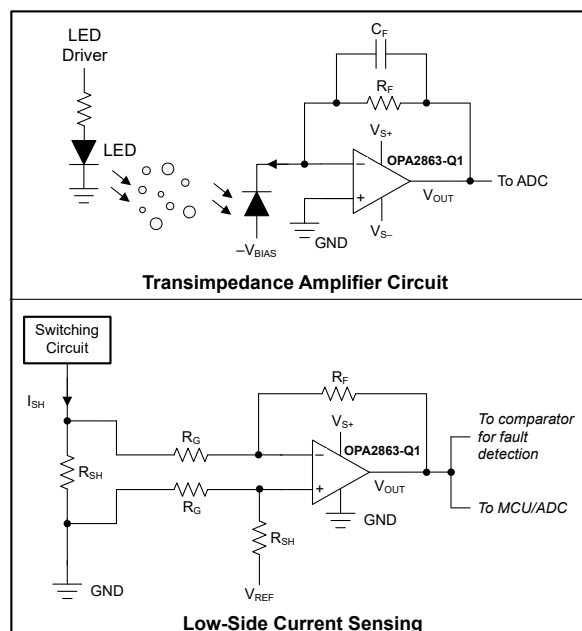 LED
Driver
LED
C_F
R_F
V_S+
OPA2863-Q1
V_OUT
To ADC
GND
V_S–
–V_BIAS
Transimpedance Amplifier Circuit
Switching
Circuit
I_SH
R_SH
R_G
R_G
R_F
V_S+
OPA2863-Q1
V_OUT
GND
R_SH
To comparator
for fault
detection
To MCU/ADC
GND
V_REF
Low-Side Current Sensing